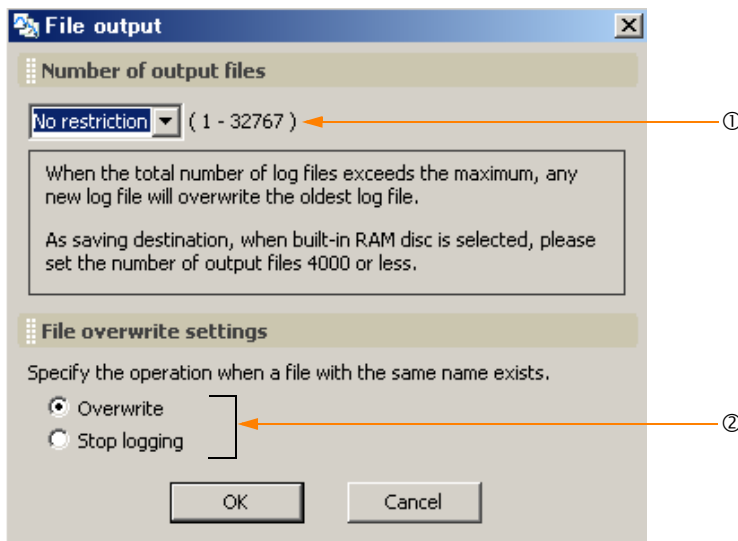 File output
Number of output files
No restriction ( 1 - 32767 )
①
When the total number of log files exceeds the maximum, any
new log file will overwrite the oldest log file.
As saving destination, when built-in RAM disc is selected, please
set the number of output files 4000 or less.
File overwrite settings
Specify the operation when a file with the same name exists.
Overwrite
②
Stop logging
OK Cancel